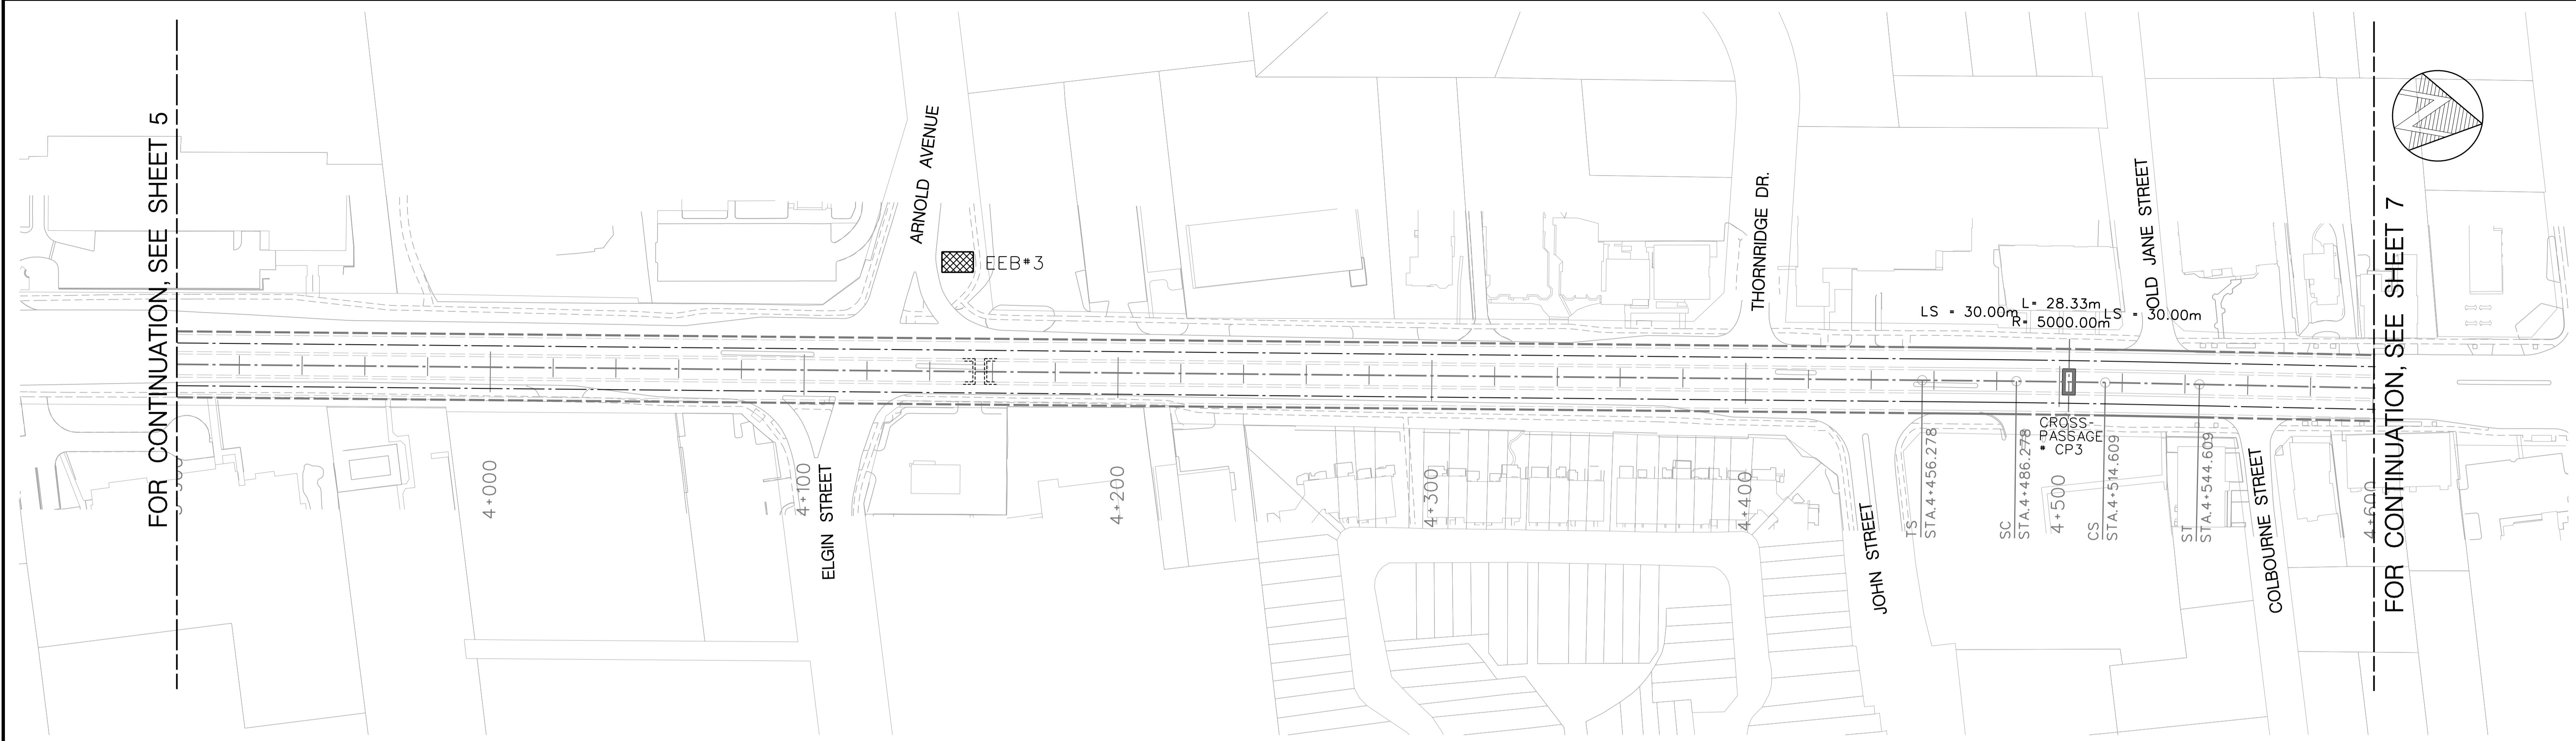 FOR CONTINUATION, SEE SHEET 5
ARNOLD AVENUE
EEB#3
THORNRIDGE DR.
OLD JANE STREET
LS = 30.00m
L= 28.33m
R= 5000.00m
LS = 30.00m
FOR CONTINUATION, SEE SHEET 7
N
4+000
4+100
ELGIN STREET
4+200
4+300
4+400
JOHN STREET
TS
STA.4+456.278
SC
STA.4+486.278
CROSS-
PASSAGE
# CP3
4+500
CS
STA.4+514.609
ST
STA.4+544.609
COLBOURNE STREET
4+600